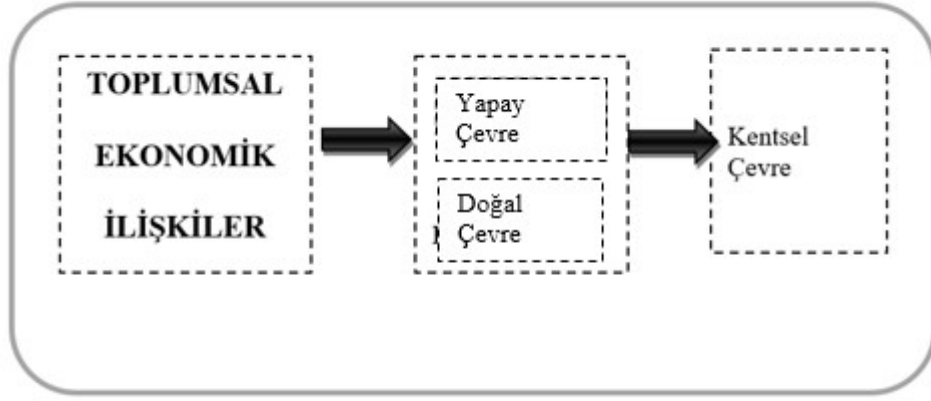 TOPLUMSAL
EKONOMİK
İLİŞKİLER
Yapay
Çevre
Doğal
Çevre
Kentsel
Çevre